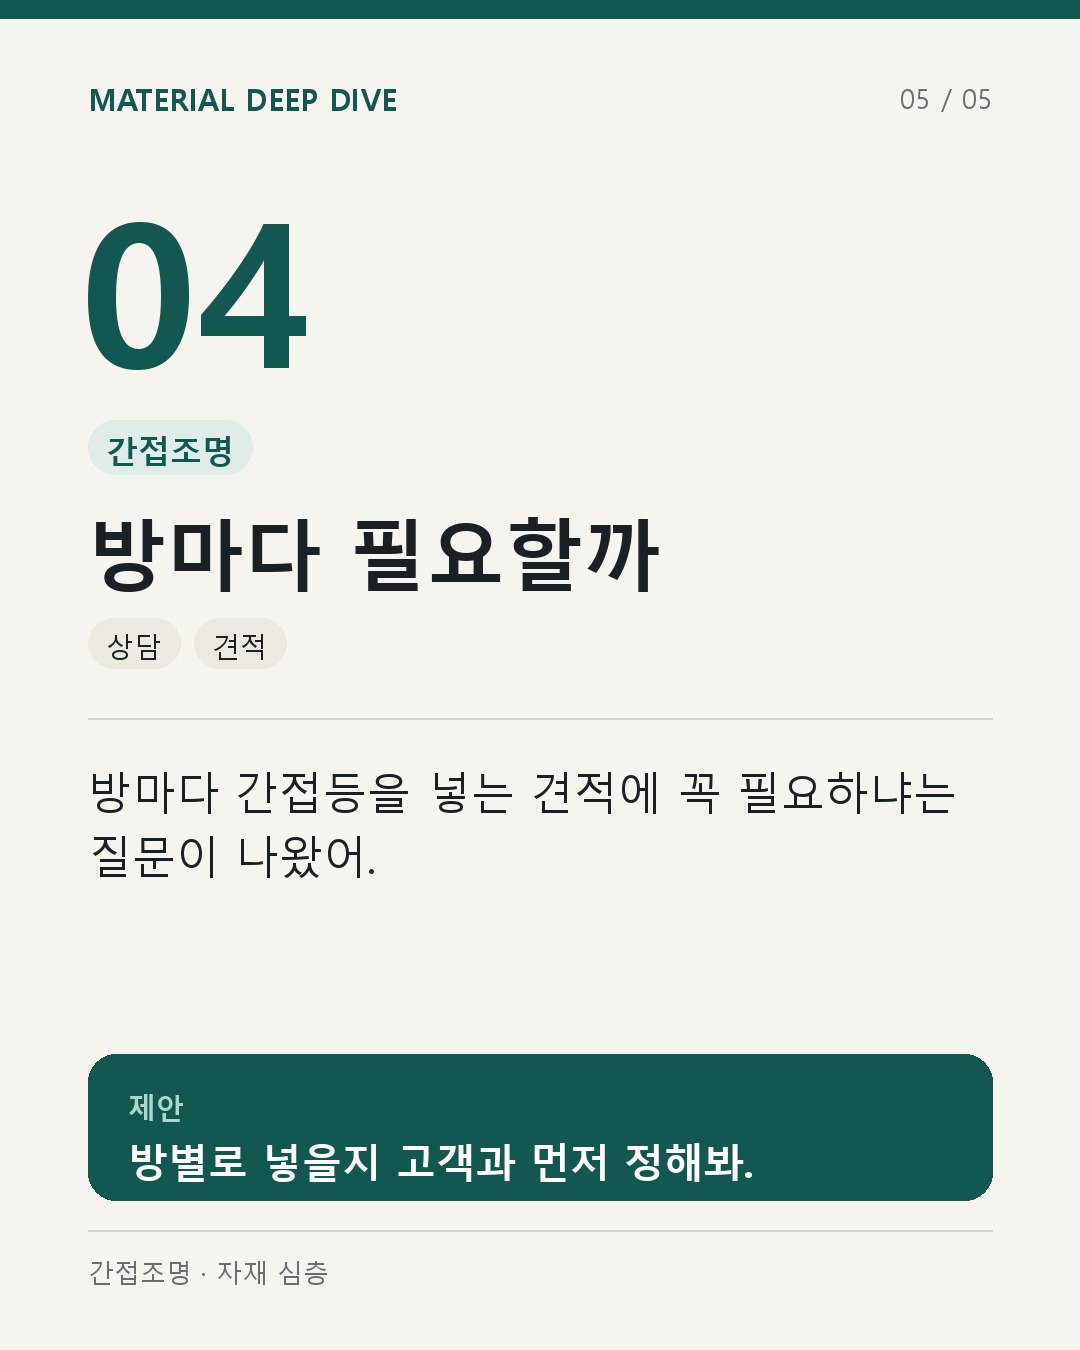 MATERIAL DEEP DIVE
05 / 05
04
간접조명
방마다 필요할까
상담 견적
방마다 간접등을 넣는 견적에 꼭 필요하냐는
질문이 나왔어.
제안
방별로 넣을지 고객과 먼저 정해봐.
간접조명 · 자재 심층